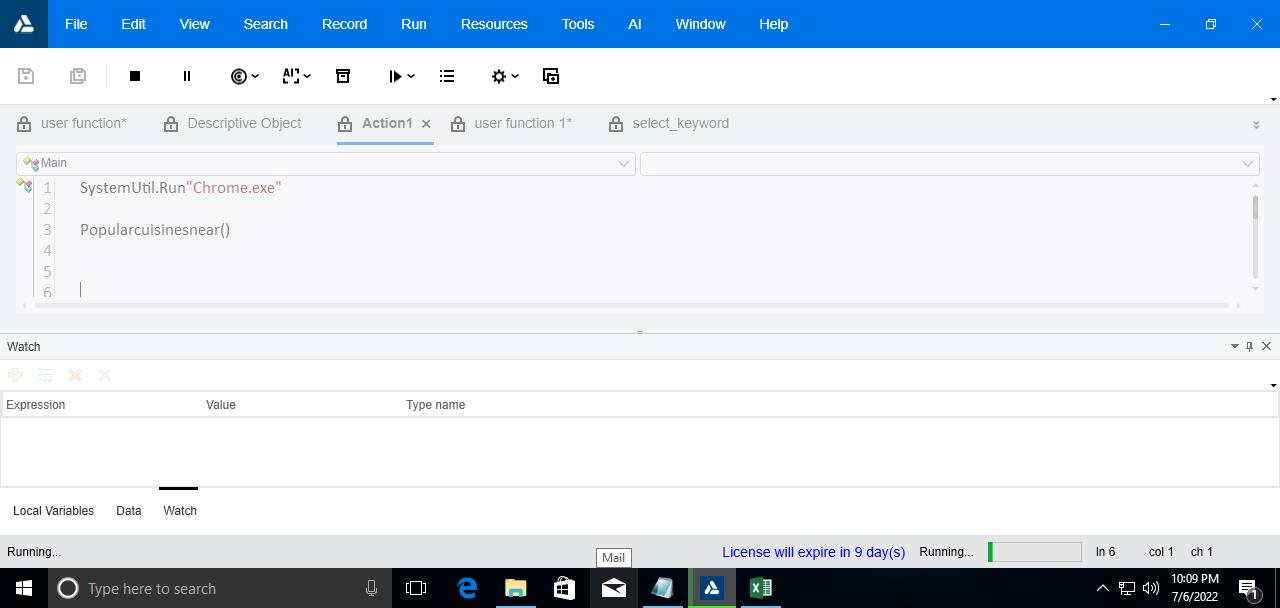 File Edit View Search Record Run Resources Tools AI Window Help
user function* Descriptive Object Action1 user function 1* select_keyword
Main
1 SystemUtil.Run"Chrome.exe"
2
3 Popularcuisinesnear()
4
5
6
Watch
Expression Value Type name
Local Variables Data Watch
Running... License will expire in 9 day(s) Running... ln 6 col 1 ch 1
Mail
Type here to search
10:09 PM
7/6/2022
1